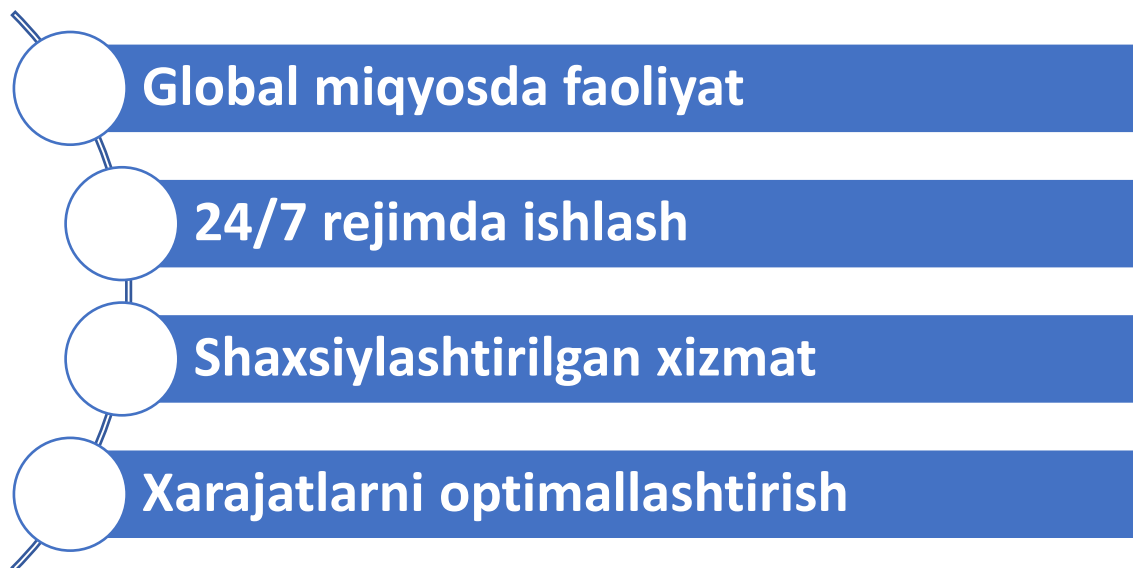 Global miqyosda faoliyat
24/7 rejimda ishlash
Shaxsiylashtirilgan xizmat
Xarajatlarni optimallashtirish